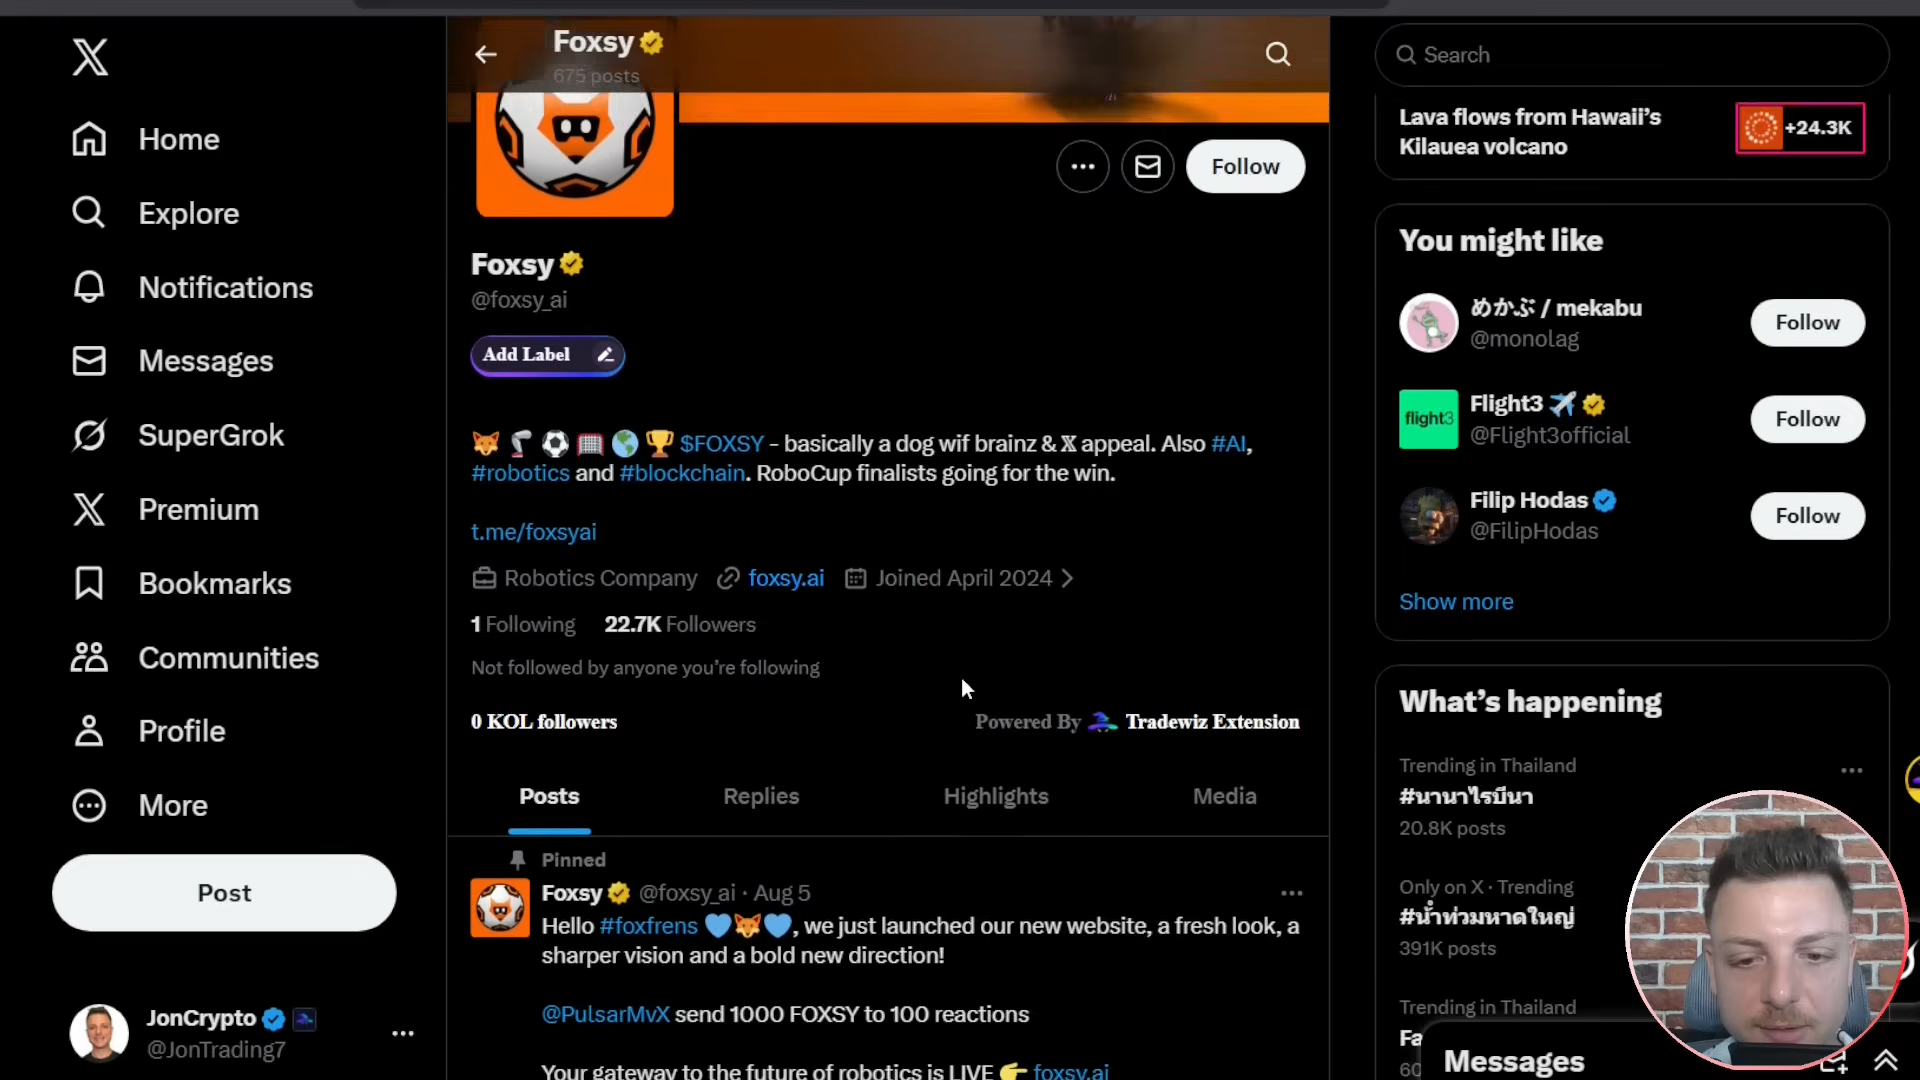 Home
Explore
Notifications
Messages
SuperGrok
Premium
Bookmarks
Communities
Profile
More
Post
JonCrypto
@JonTrading7
Foxsy
675 posts
Follow
Foxsy
@foxsy_ai
Add Label
$FOXSY - basically a dog wif brainz & 𝕏 appeal. Also #AI,
#robotics and #blockchain. RoboCup finalists going for the win.
t.me/foxsyai
Robotics Company foxsy.ai Joined April 2024
1 Following 22.7K Followers
Not followed by anyone you're following
0 KOL followers
Powered By Tradewiz Extension
Posts Replies Highlights Media
Pinned
Foxsy @foxsy_ai · Aug 5
Hello #foxfrens 💙🦊💙, we just launched our new website, a fresh look, a
sharper vision and a bold new direction!
@PulsarMvX send 1000 FOXSY to 100 reactions
Your gateway to the future of robotics is LIVE 👉 foxsy.ai
Search
Lava flows from Hawaii's
Kilauea volcano
+24.3K
You might like
めかぶ / mekabu
@monolag
Follow
flight3
Flight3
@Flight3official
Follow
Filip Hodas
@FilipHodas
Follow
Show more
What's happening
Trending in Thailand
#นานาไรบีนา
20.8K posts
Only on X · Trending
#น้ำท่วมหาดใหญ่
391K posts
Trending in Thailand
Messages